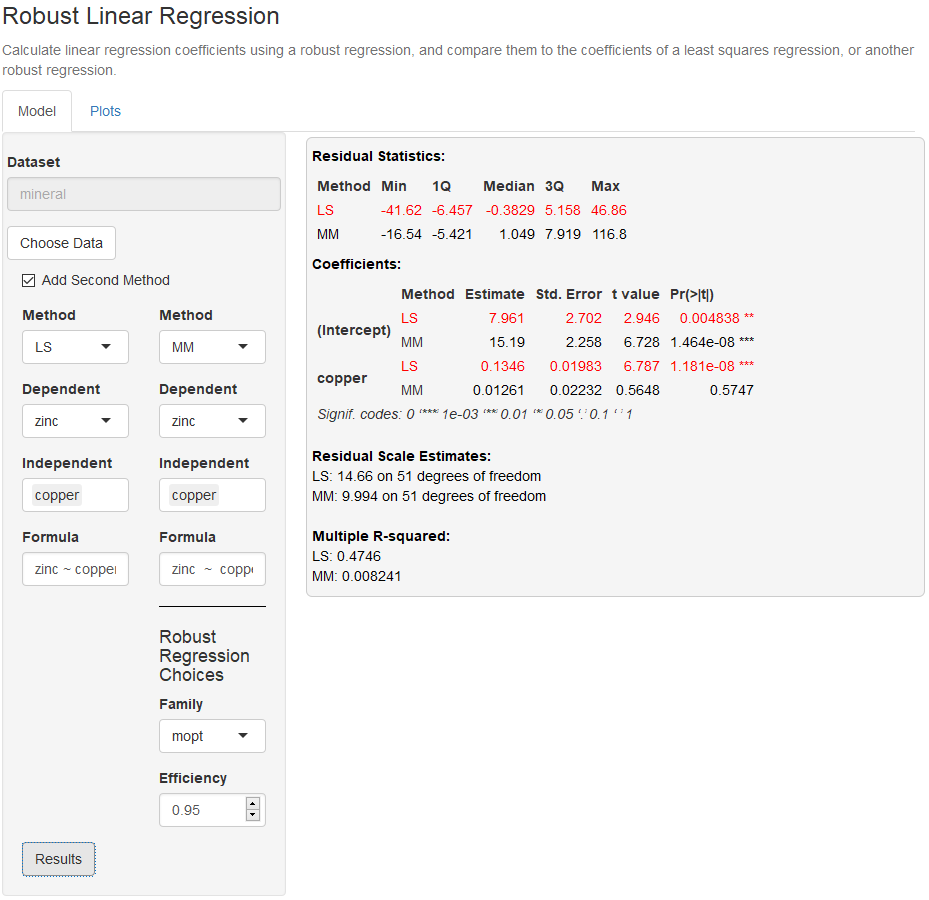 Robust Linear Regression
Calculate linear regression coefficients using a robust regression, and compare them to the coefficients of a least squares regression, or another
robust regression.
Model Plots
Dataset
mineral
Choose Data
Add Second Method
Method Method
LS MM
Dependent Dependent
zinc zinc
Independent Independent
copper copper
Formula Formula
zinc ~ copper zinc ~ coppe
Robust
Regression
Choices
Family
mopt
Efficiency
0.95
Results
Residual Statistics:
Method Min 1Q Median 3Q Max
LS -41.62 -6.457 -0.3829 5.158 46.86
MM -16.54 -5.421 1.049 7.919 116.8
Coefficients:
Method Estimate Std. Error t value Pr(>|t|)
(Intercept)
LS 7.961 2.702 2.946 0.004838 **
MM 15.19 2.258 6.728 1.464e-08 ***
copper
LS 0.1346 0.01983 6.787 1.181e-08 ***
MM 0.01261 0.02232 0.5648 0.5747
Signif. codes: 0 ‘***’ 1e-03 ‘**’ 0.01 ‘*’ 0.05 ‘.’ 0.1 ‘ ’ 1
Residual Scale Estimates:
LS: 14.66 on 51 degrees of freedom
MM: 9.994 on 51 degrees of freedom
Multiple R-squared:
LS: 0.4746
MM: 0.008241